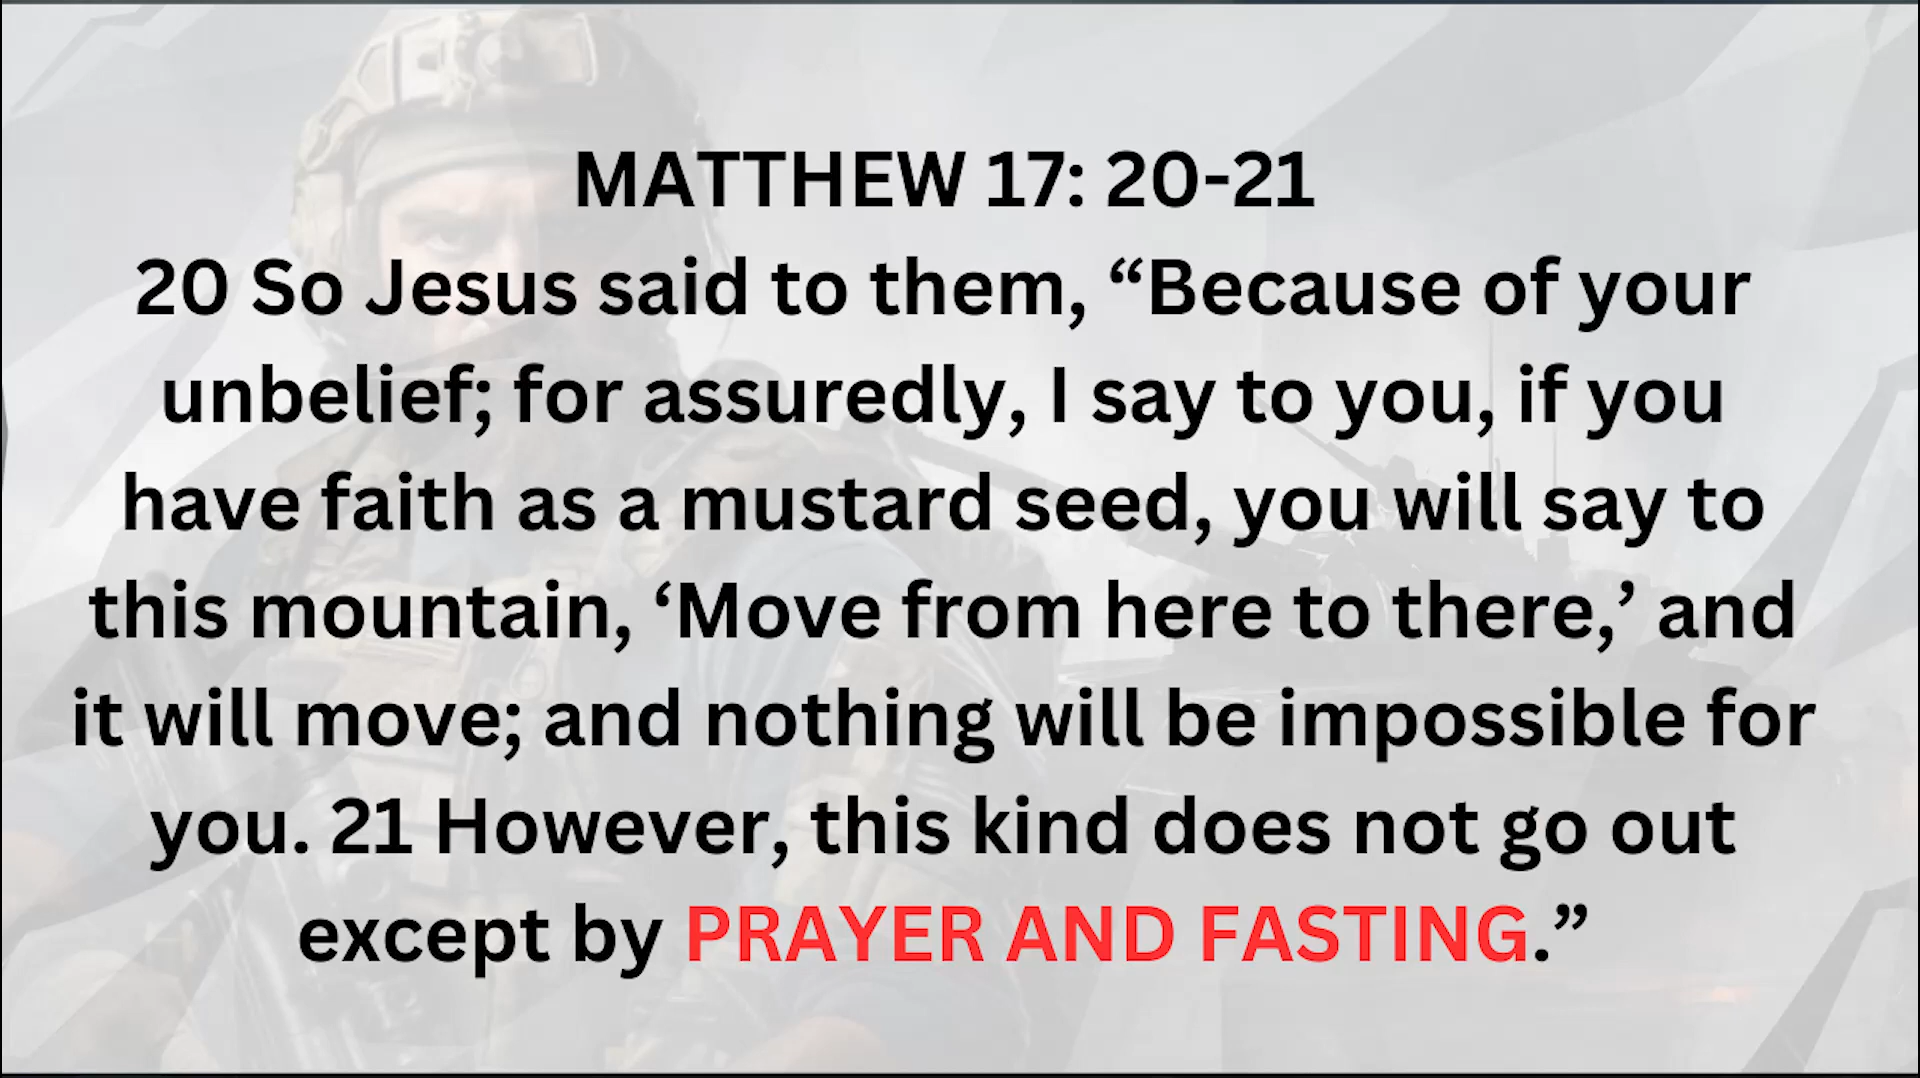 MATTHEW 17: 20-21
20 So Jesus said to them, “Because of your
unbelief; for assuredly, I say to you, if you
have faith as a mustard seed, you will say to
this mountain, ‘Move from here to there,’ and
it will move; and nothing will be impossible for
you. 21 However, this kind does not go out
except by PRAYER AND FASTING.”